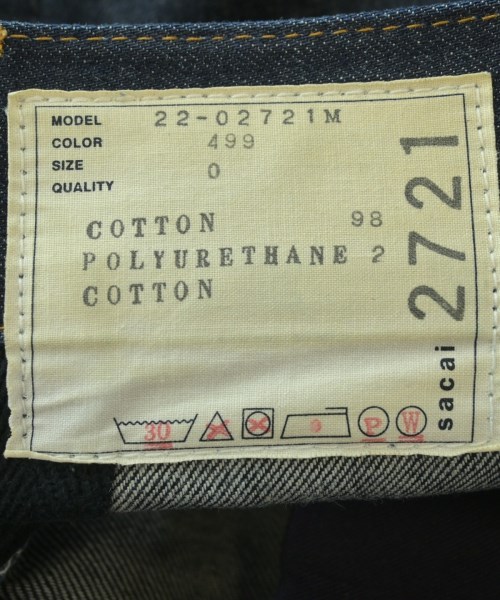 MODEL 22-02721M
COLOR 499
SIZE 0
QUALITY
COTTON 98
POLYURETHANE 2
COTTON
30
P
W
sacai 2721